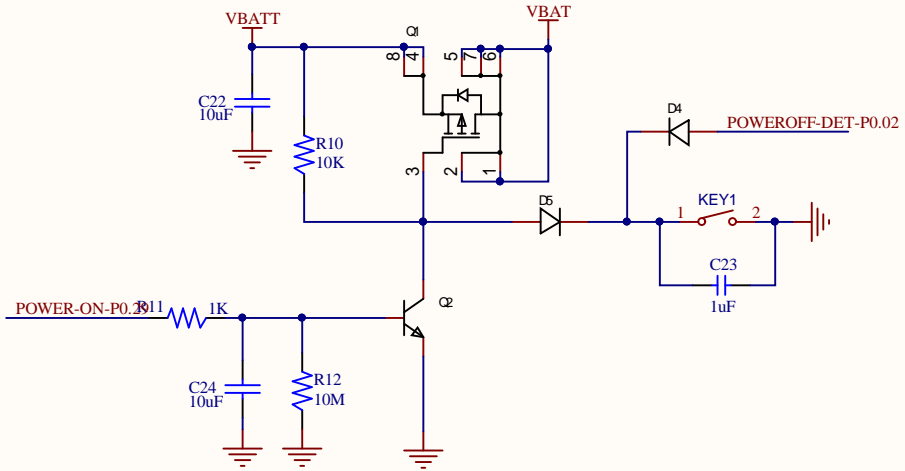 VBATT
Q1
VBAT
8
4
5
7
6
C22
10uF
D4
POWEROFF-DET-P0.02
R10
10K
3
2
1
D5
KEY1
1
2
C23
1uF
POWER-ON-P0.29
R11
1K
Q2
C24
10uF
R12
10M